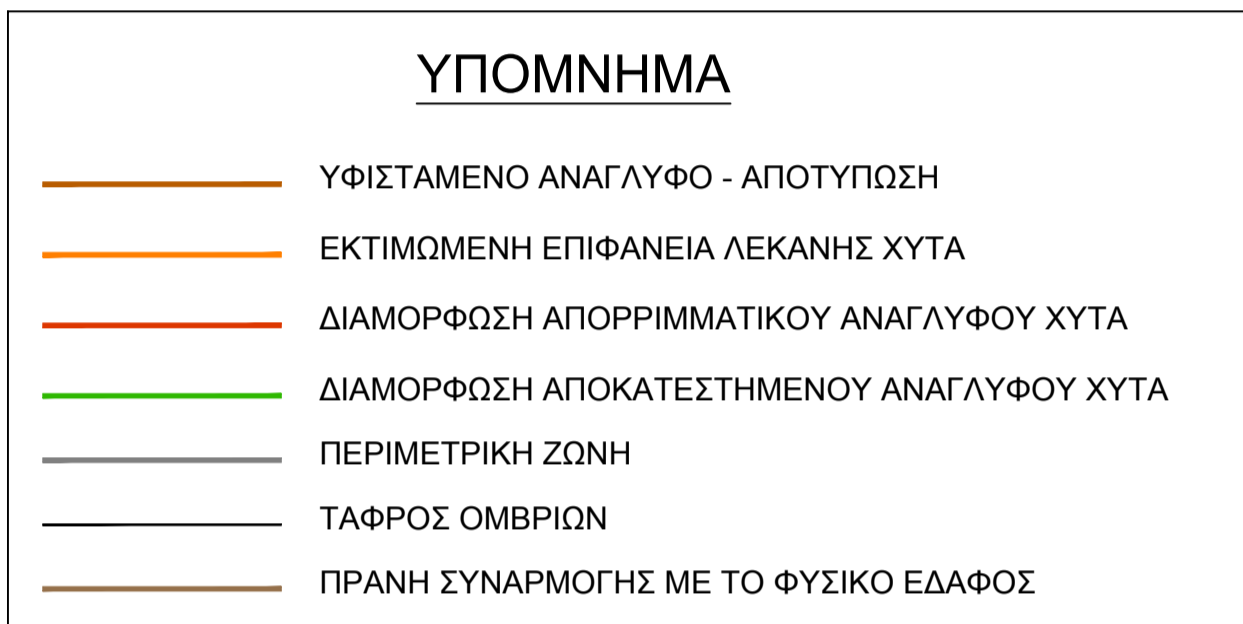 ΥΠΟΜΝΗΜΑ
ΥΦΙΣΤΑΜΕΝΟ ΑΝΑΓΛΥΦΟ - ΑΠΟΤΥΠΩΣΗ
ΕΚΤΙΜΩΜΕΝΗ ΕΠΙΦΑΝΕΙΑ ΛΕΚΑΝΗΣ ΧΥΤΑ
ΔΙΑΜΟΡΦΩΣΗ ΑΠΟΡΡΙΜΜΑΤΙΚΟΥ ΑΝΑΓΛΥΦΟΥ ΧΥΤΑ
ΔΙΑΜΟΡΦΩΣΗ ΑΠΟΚΑΤΕΣΤΗΜΕΝΟΥ ΑΝΑΓΛΥΦΟΥ ΧΥΤΑ
ΠΕΡΙΜΕΤΡΙΚΗ ΖΩΝΗ
ΤΑΦΡΟΣ ΟΜΒΡΙΩΝ
ΠΡΑΝΗ ΣΥΝΑΡΜΟΓΗΣ ΜΕ ΤΟ ΦΥΣΙΚΟ ΕΔΑΦΟΣ